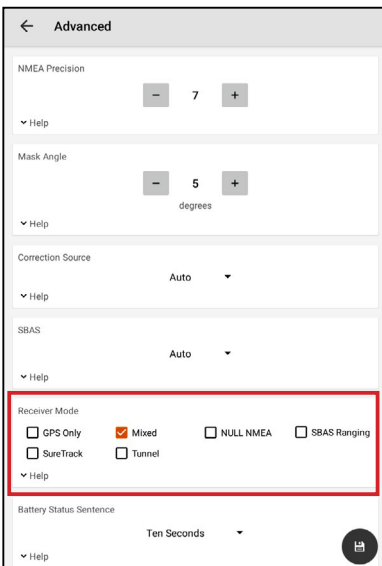 Advanced
NMEA Precision
− 7 +
Help
Mask Angle
− 5 +
degrees
Help
Correction Source
Auto
Help
SBAS
Auto
Help
Receiver Mode
GPS Only Mixed NULL NMEA SBAS Ranging
SureTrack Tunnel
Help
Battery Status Sentence
Ten Seconds
Help